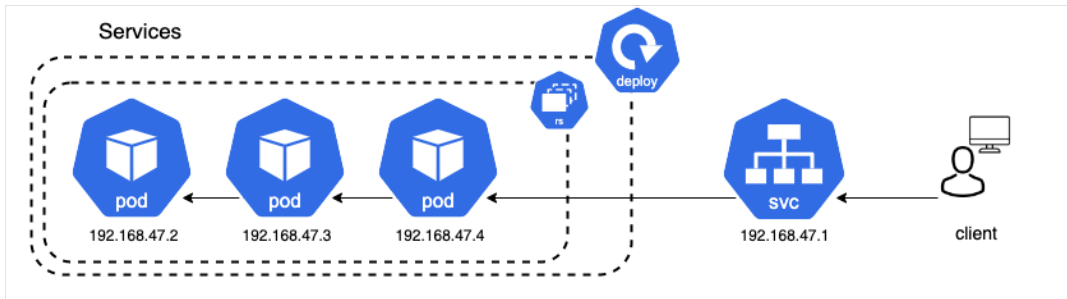 Services
deploy
rs
pod
pod
pod
svc
192.168.47.2
192.168.47.3
192.168.47.4
192.168.47.1
client